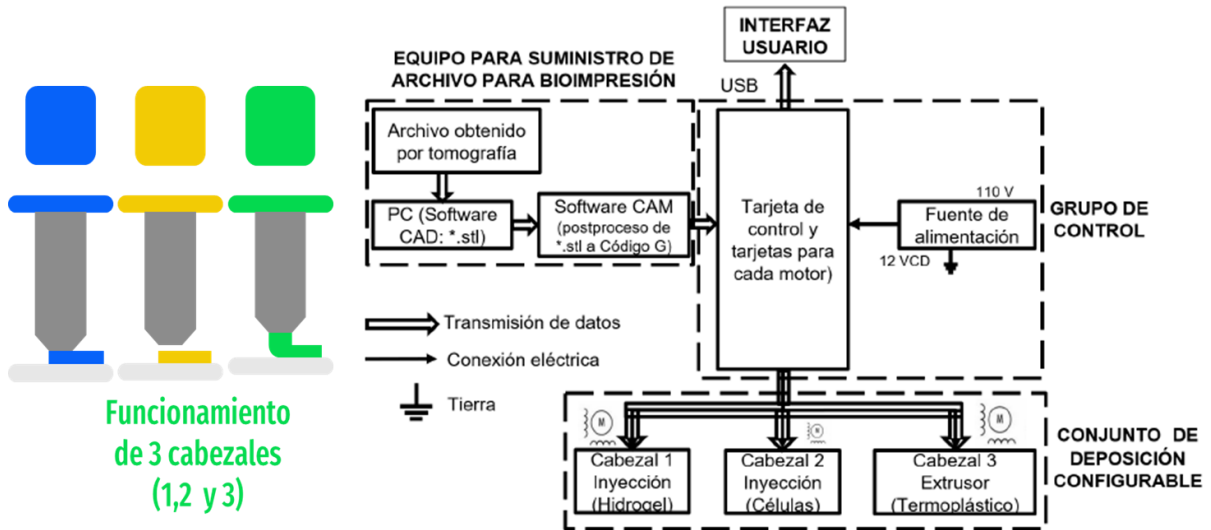 Funcionamiento
de 3 cabezales
(1,2 y 3)
EQUIPO PARA SUMINISTRO DE
ARCHIVO PARA BIOIMPRESIÓN
Archivo obtenido
por tomografía
PC (Software
CAD: *.stl)
Software CAM
(postproceso de
*.stl a Código G)
INTERFAZ
USUARIO
USB
Tarjeta de
control y
tarjetas para
cada motor)
110 V
Fuente de
alimentación
12 VCD
GRUPO DE
CONTROL
Transmisión de datos
Conexión eléctrica
Tierra
M
M
M
Cabezal 1
Inyección
(Hidrogel)
Cabezal 2
Inyección
(Células)
Cabezal 3
Extrusor
(Termoplástico)
CONJUNTO DE
DEPOSICIÓN
CONFIGURABLE